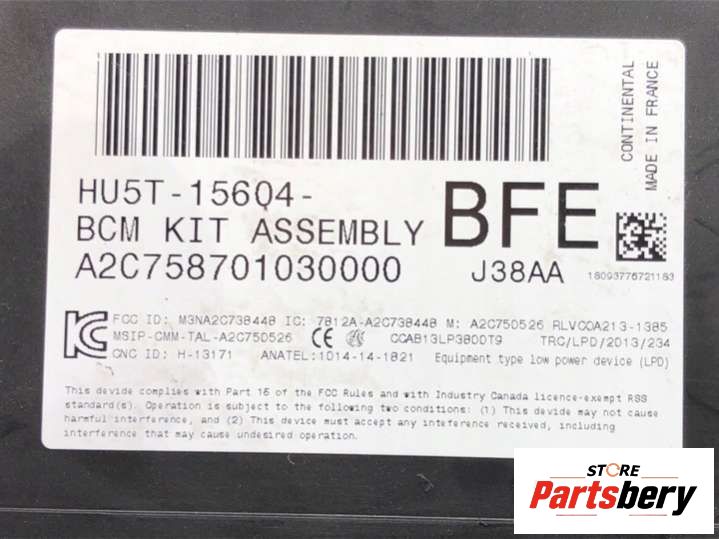 CONTINENTAL
MADE IN FRANCE
HU5T-15604-
BFE
BCM KIT ASSEMBLY
A2C758701030000
J38AA
18093776721183
FCC ID: M3NA2C738448 IC: 7812A-A2C738448 M: A2C750526 RLVCOA213-1385
MSIP-CMM-TAL-A2C750526 CE CCAB13LP3800T9 TRC/LPD/2013/234
CNC ID: H-13171 ANATEL:1014-14-1821 Equipment type low power device (LPD)
This device complies with Part 15 of the FCC Rules and with Industry Canada licence-exempt RSS
standard(s). Operation is subject to the following two conditions: (1) This device may not cause
harmful interference, and (2) This device must accept any inteference received, including
interference that may cause undesired operation.
STORE
Partsbery